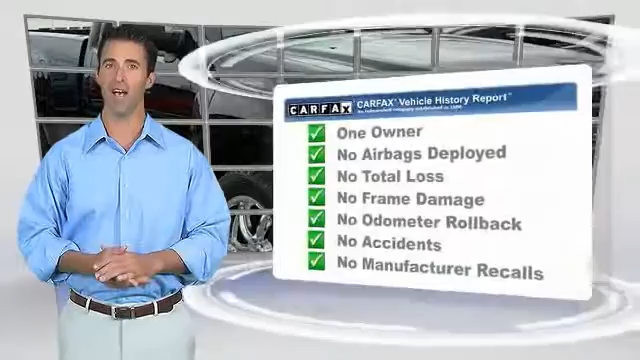 CARFAX CARFAX Vehicle History Report™
One Owner
No Airbags Deployed
No Total Loss
No Frame Damage
No Odometer Rollback
No Accidents
No Manufacturer Recalls